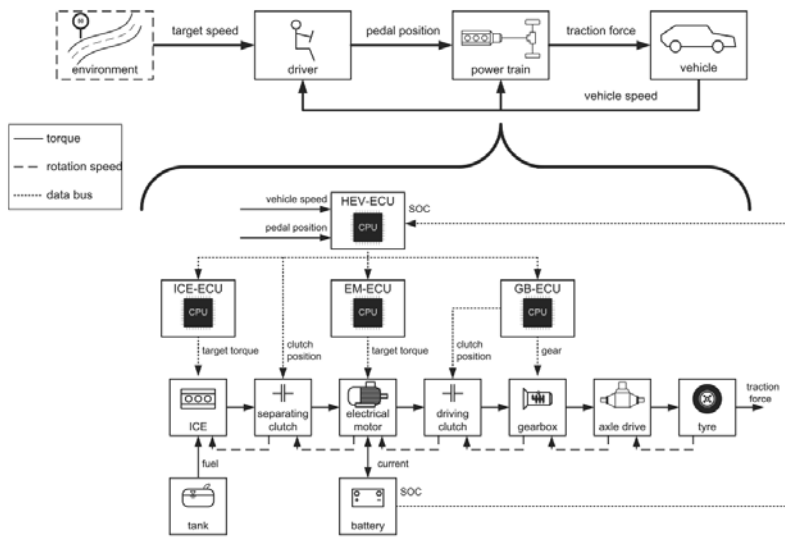 target speed
pedal position
traction force
environment
driver
power train
vehicle
vehicle speed
torque
rotation speed
data bus
vehicle speed
HEV-ECU
SOC
CPU
pedal position
ICE-ECU
EM-ECU
GB-ECU
CPU
CPU
CPU
target torque
clutch
position
target torque
clutch
position
gear
traction
force
ICE
separating
clutch
electrical
motor
driving
clutch
gearbox
axle drive
tyre
fuel
current
SOC
tank
battery